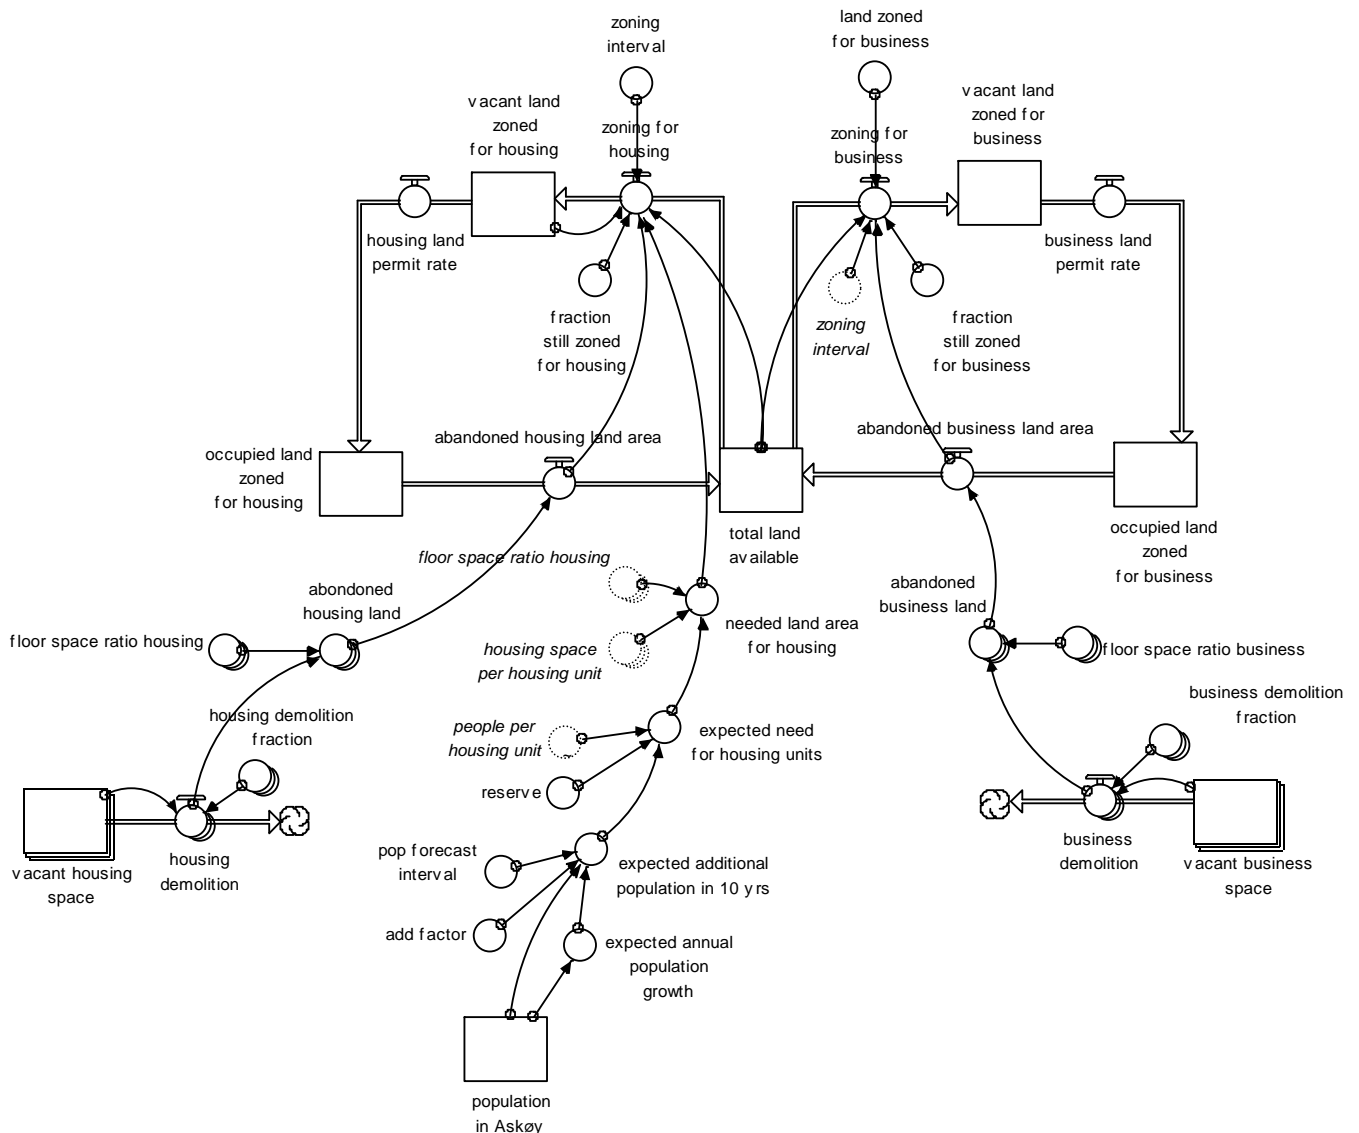 zoning
interval
land zoned
for business
vacant land
zoned
for housing
zoning for
housing
zoning for
business
vacant land
zoned for
business
housing land
permit rate
business land
permit rate
fraction
still zoned
for housing
zoning
interval
fraction
still zoned
for business
occupied land
zoned
for housing
abandoned housing land area
abandoned business land area
total land
available
occupied land
zoned
for business
floor space ratio housing
abondoned
housing land
abandoned
business land
floor space ratio housing
housing space
per housing unit
needed land area
for housing
floor space ratio business
housing demolition
fraction
people per
housing unit
expected need
for housing units
business demolition
fraction
reserve
vacant housing
space
housing
demolition
pop forecast
interval
expected additional
population in 10 yrs
business
demolition
vacant business
space
add factor
expected annual
population
growth
population
in Askøy